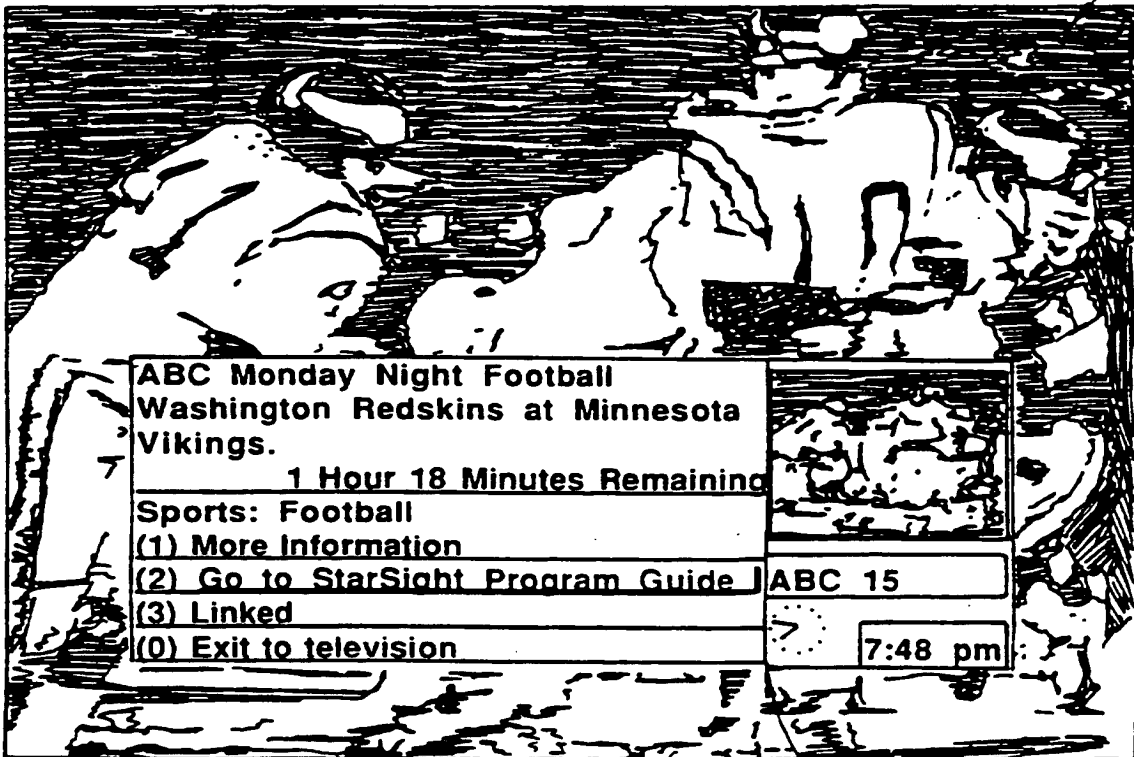 ABC Monday Night Football
Washington Redskins at Minnesota
Vikings.
1 Hour 18 Minutes Remaining
Sports: Football
(1) More Information
(2) Go to StarSight Program Guide
(3) Linked
(0) Exit to television
ABC 15
7:48 pm